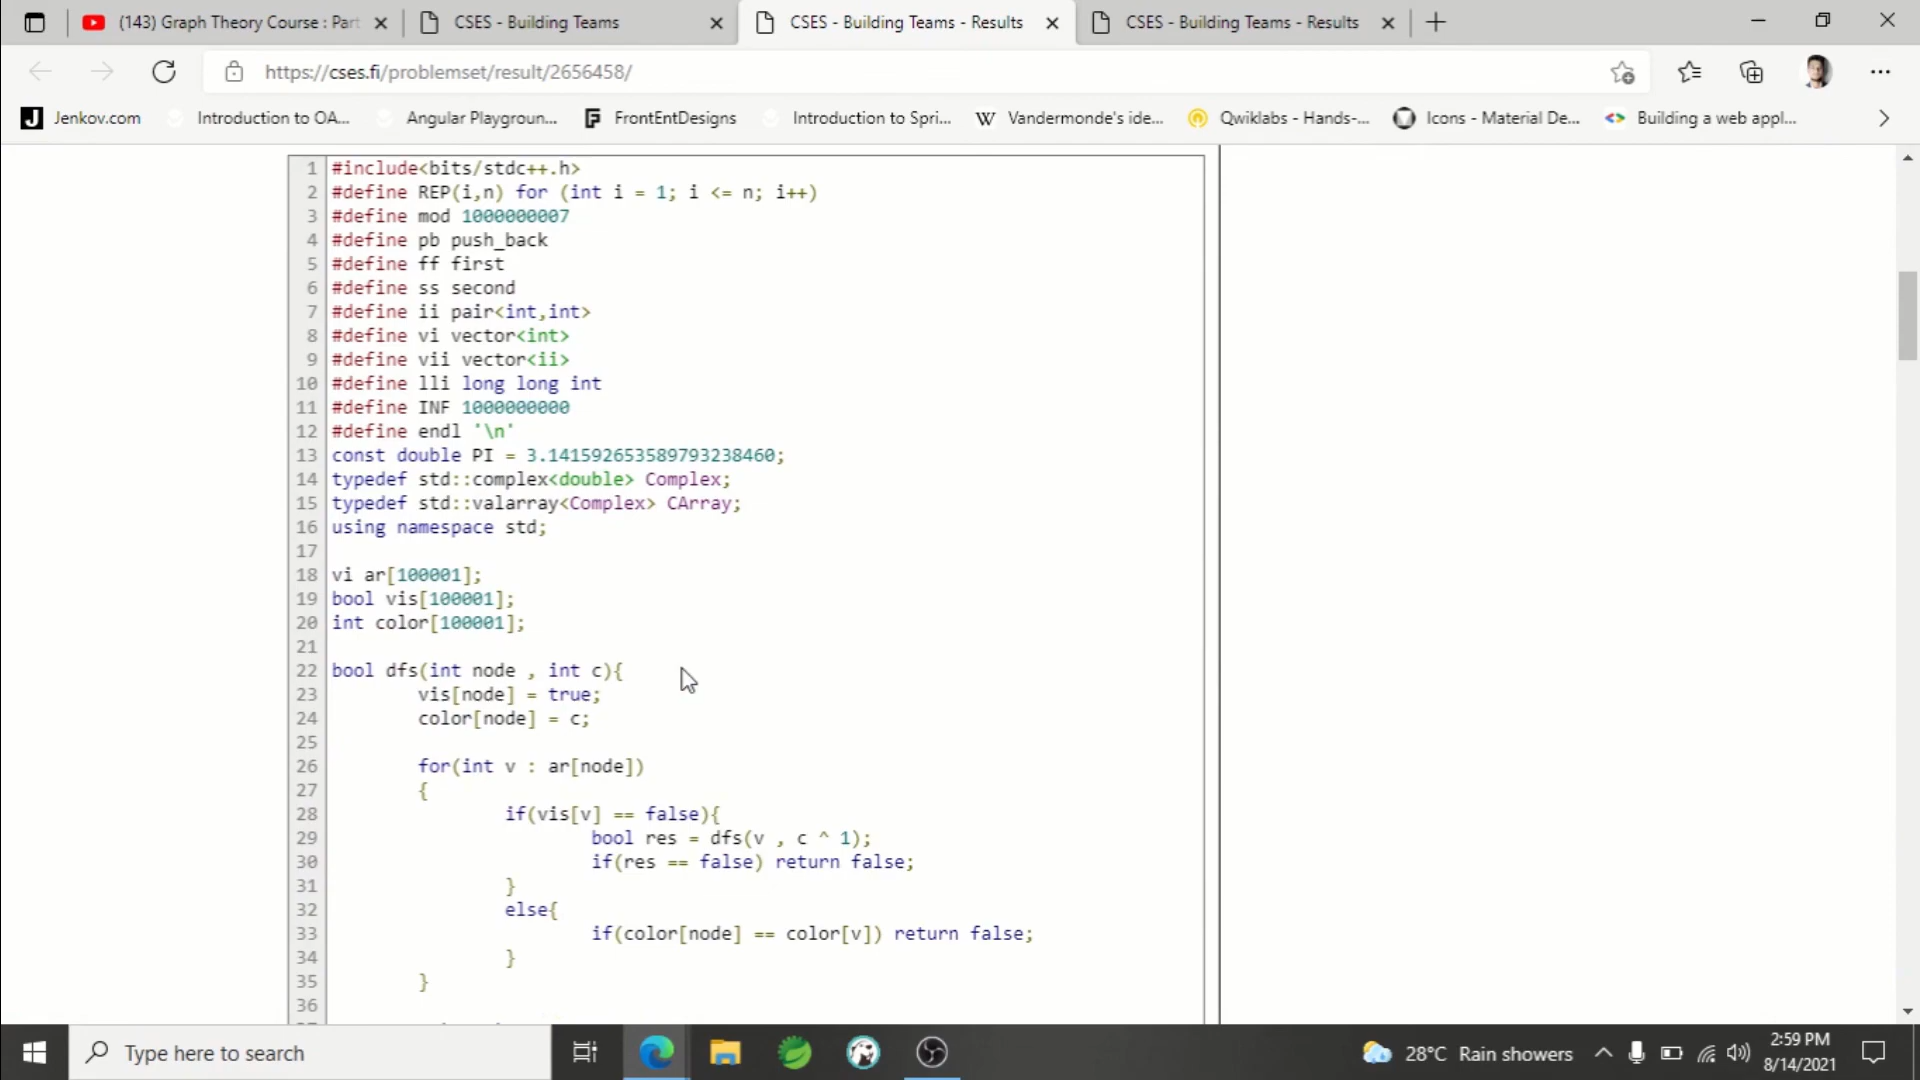 (143) Graph Theory Course : Part
CSES - Building Teams
CSES - Building Teams - Results
CSES - Building Teams - Results
https://cses.fi/problemset/result/2656458/
J Jenkov.com
Introduction to OA...
Angular Playgroun...
FrontEntDesigns
Introduction to Spri...
W Vandermonde's ide...
Qwiklabs - Hands-...
Icons - Material De...
Building a web appl...
1 #include<bits/stdc++.h>
2 #define REP(i,n) for (int i = 1; i <= n; i++)
3 #define mod 1000000007
4 #define pb push_back
5 #define ff first
6 #define ss second
7 #define ii pair<int,int>
8 #define vi vector<int>
9 #define vii vector<ii>
10 #define lli long long int
11 #define INF 1000000000
12 #define endl '\n'
13 const double PI = 3.141592653589793238460;
14 typedef std::complex<double> Complex;
15 typedef std::valarray<Complex> CArray;
16 using namespace std;
17
18 vi ar[100001];
19 bool vis[100001];
20 int color[100001];
21
22 bool dfs(int node , int c){
23 vis[node] = true;
24 color[node] = c;
25
26 for(int v : ar[node])
27 {
28 if(vis[v] == false){
29 bool res = dfs(v , c ^ 1);
30 if(res == false) return false;
31 }
32 else{
33 if(color[node] == color[v]) return false;
34 }
35 }
36
Type here to search
28°C Rain showers
2:59 PM
8/14/2021